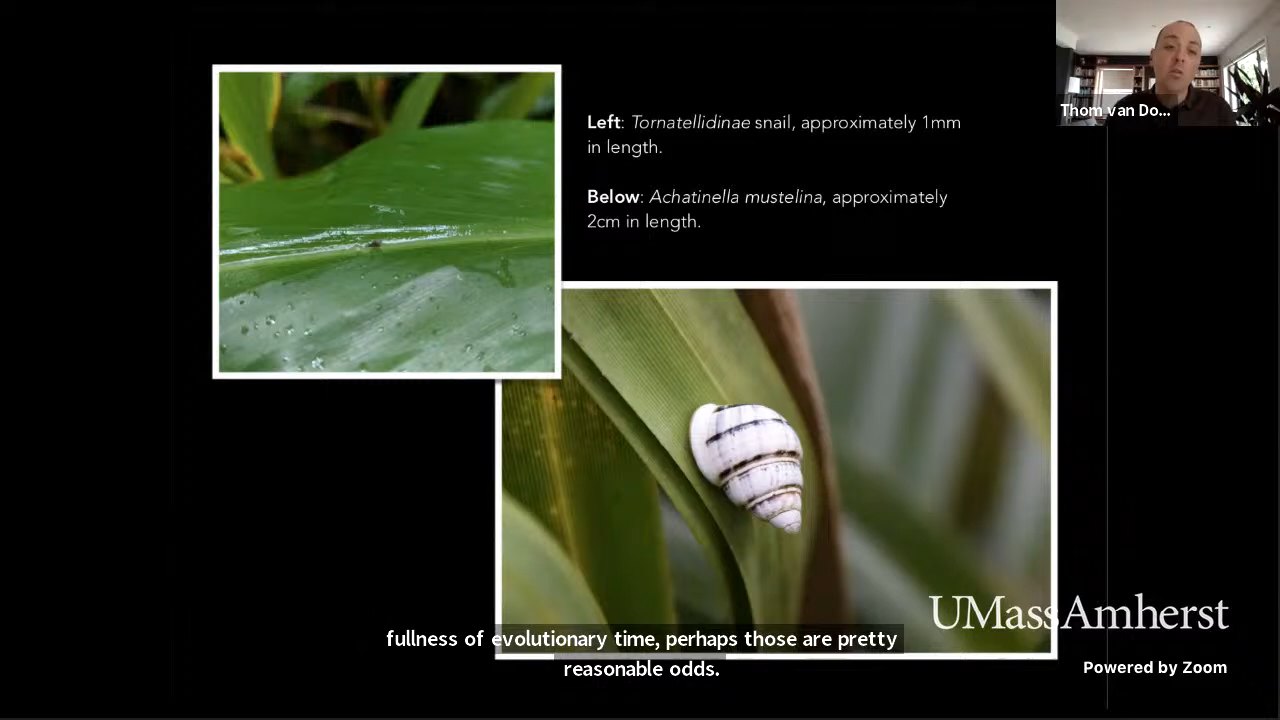 Thom van Do...
Left: Tornatellidinae snail, approximately 1mm
in length.
Below: Achatinella mustelina, approximately
2cm in length.
UMassAmherst
fullness of evolutionary time, perhaps those are pretty
reasonable odds.
Powered by Zoom